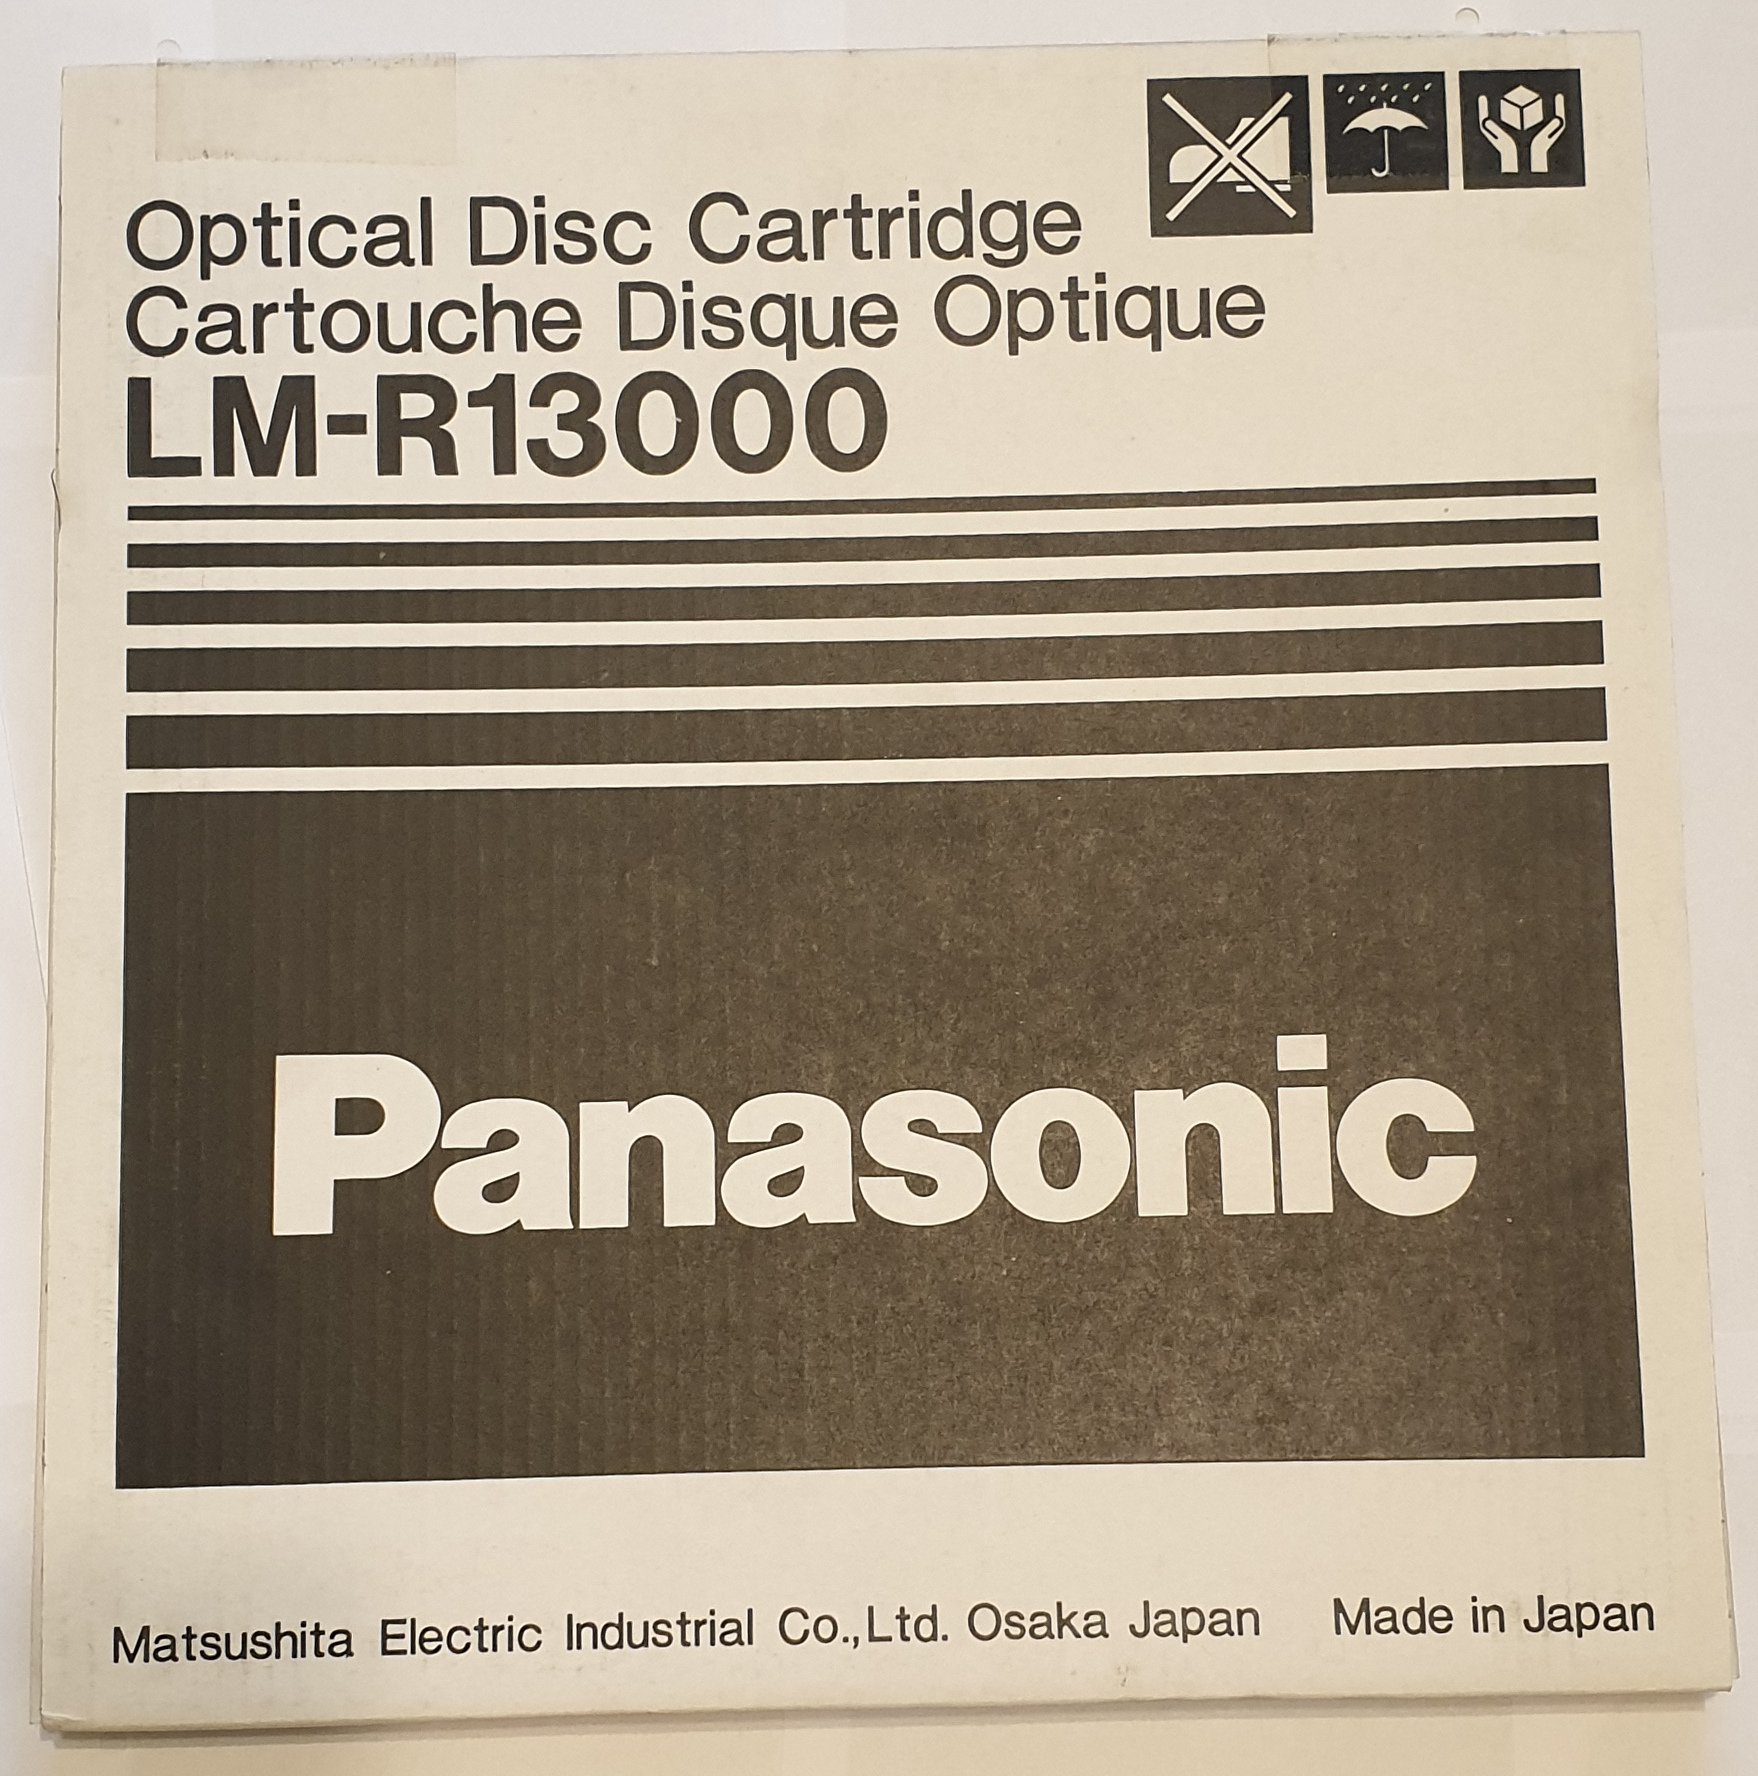 Optical Disc Cartridge
Cartouche Disque Optique
LM-R13000
Panasonic
Matsushita Electric Industrial Co.,Ltd. Osaka Japan Made in Japan